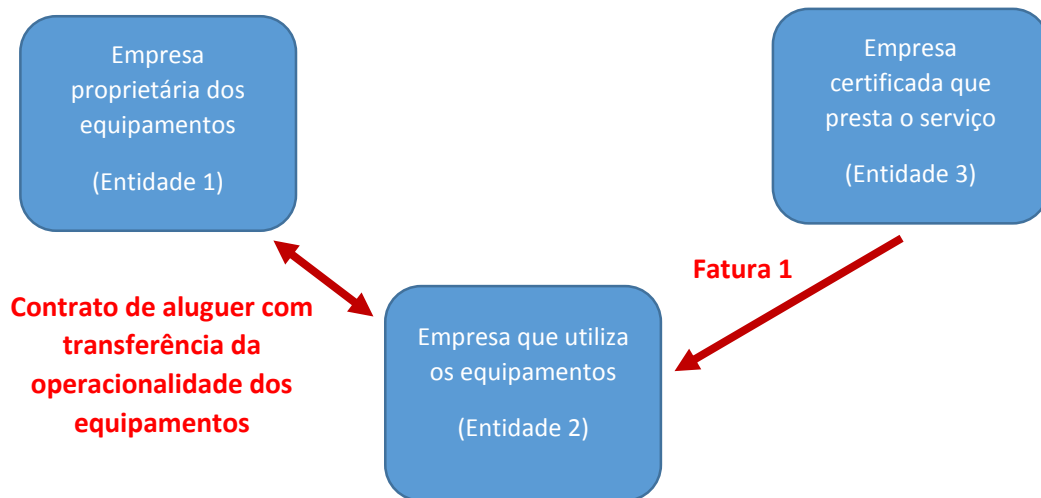 Empresa
proprietária dos
equipamentos
(Entidade 1)
Empresa
certificada que
presta o serviço
(Entidade 3)
Contrato de aluguer com
transferência da
operacionalidade dos
equipamentos
Fatura 1
Empresa que utiliza
os equipamentos
(Entidade 2)